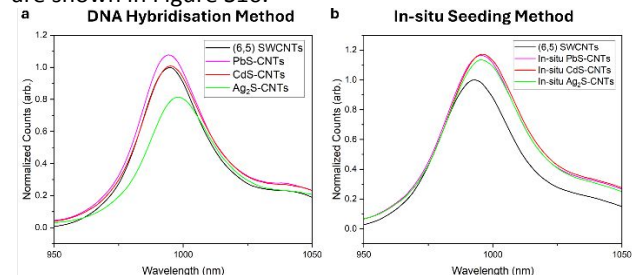 are shown in Figure S10.
a DNA Hybridisation Method
b In-situ Seeding Method
1.2
1.0
0.8
0.6
0.4
0.2
0.0
Normalized Counts (arb.)
(6,5) SWCNTs
PbS-CNTs
CdS-CNTs
Ag₂S-CNTs
950 1000 1050
Wavelength (nm)
1.2
1.0
0.8
0.6
0.4
0.2
0.0
Normalized Counts (arb.)
(6,5) SWCNTs
In-situ PbS-CNTs
In-situ CdS-CNTs
In-situ Ag₂S-CNTs
950 1000 1050
Wavelength (nm)